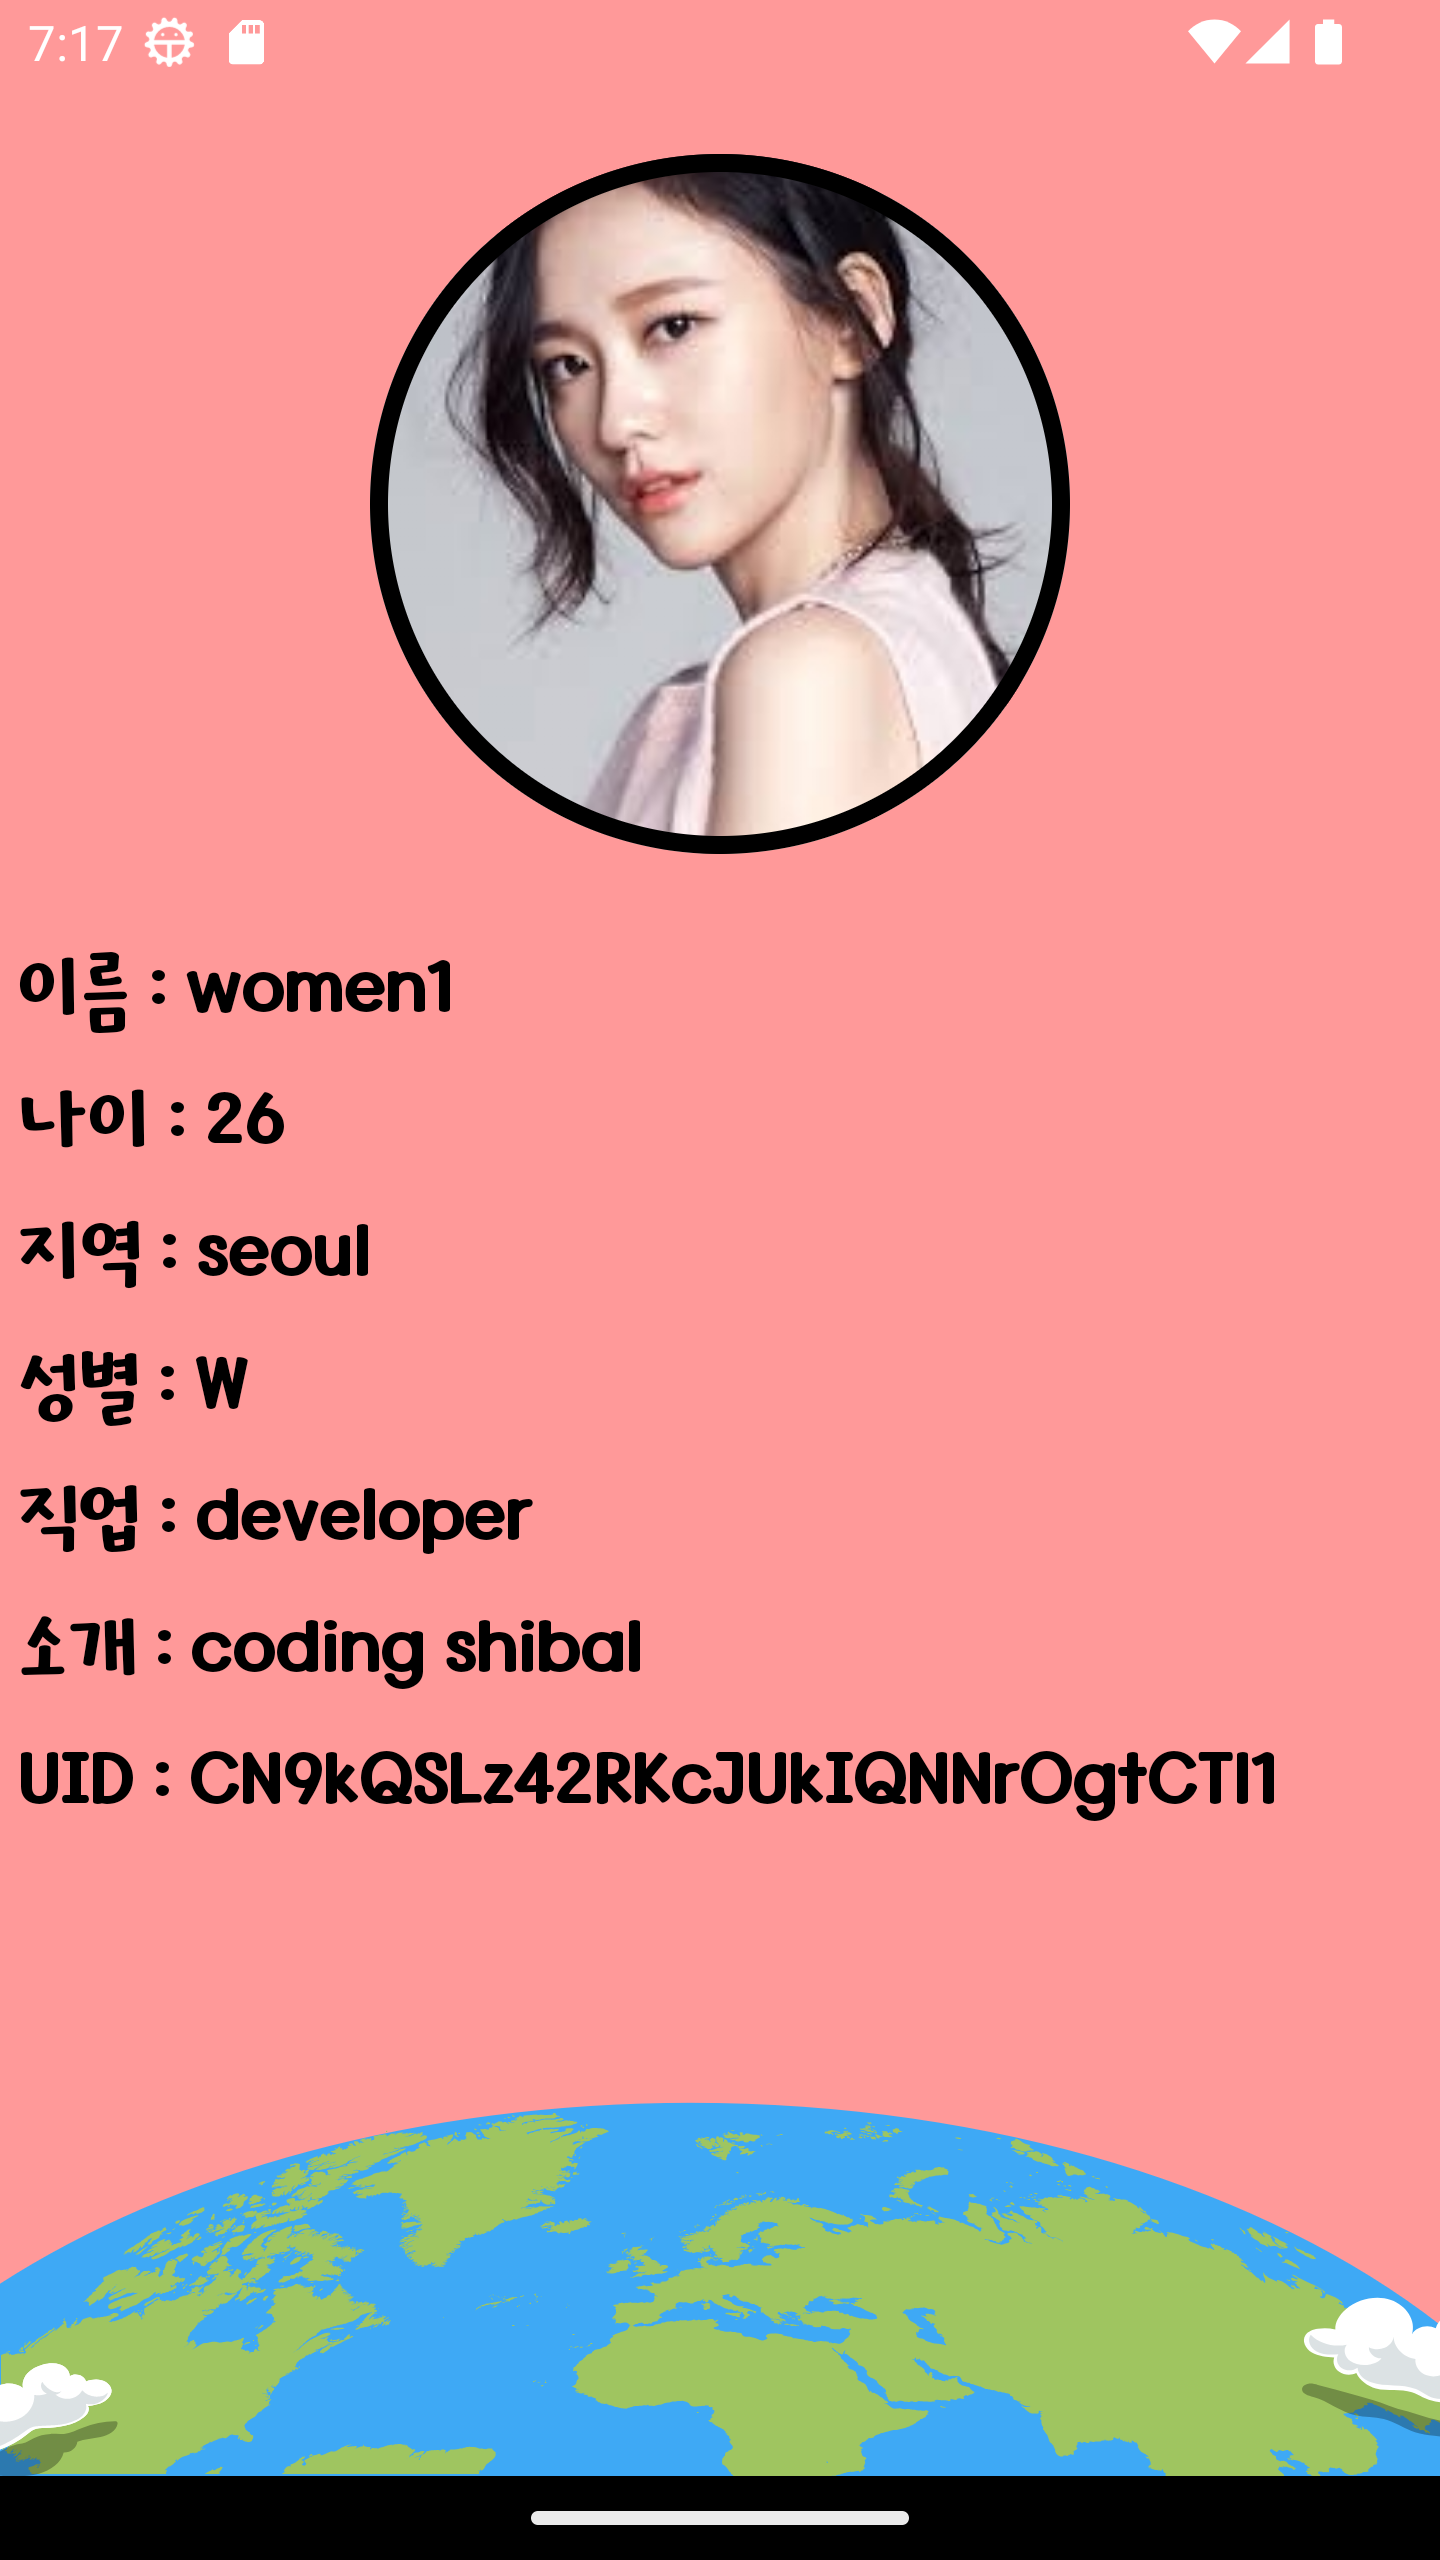 7:17
이름 : women1
나이 : 26
지역 : seoul
성별 : W
직업 : developer
소개 : coding shibal
UID : CN9kQSLz42RKcJUkIQNNrOgtCTl1